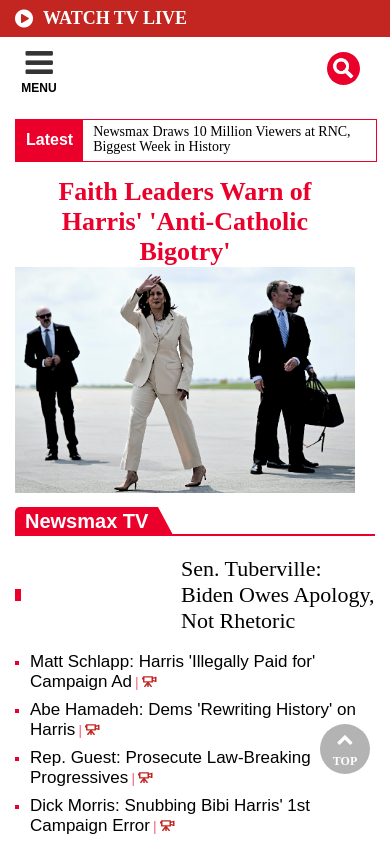 WATCH TV LIVE
MENU
Latest
Newsmax Draws 10 Million Viewers at RNC,
Biggest Week in History
Faith Leaders Warn of
Harris' 'Anti-Catholic
Bigotry'
Newsmax TV
Sen. Tuberville:
Biden Owes Apology,
Not Rhetoric
Matt Schlapp: Harris 'Illegally Paid for'
Campaign Ad |
Abe Hamadeh: Dems 'Rewriting History' on
Harris |
Rep. Guest: Prosecute Law-Breaking
Progressives |
TOP
Dick Morris: Snubbing Bibi Harris' 1st
Campaign Error |